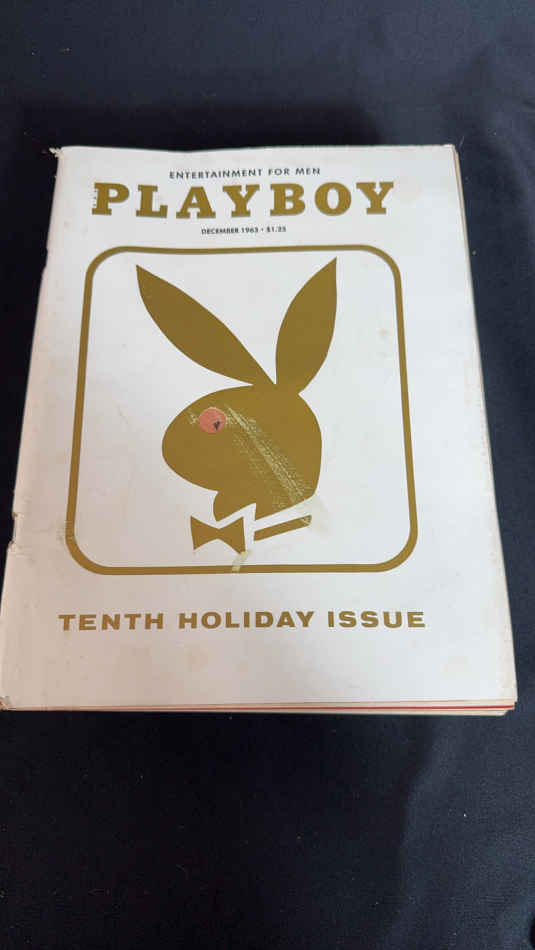 ENTERTAINMENT FOR MEN
PLAYBOY
DECEMBER 1963 • $1.25
TENTH HOLIDAY ISSUE